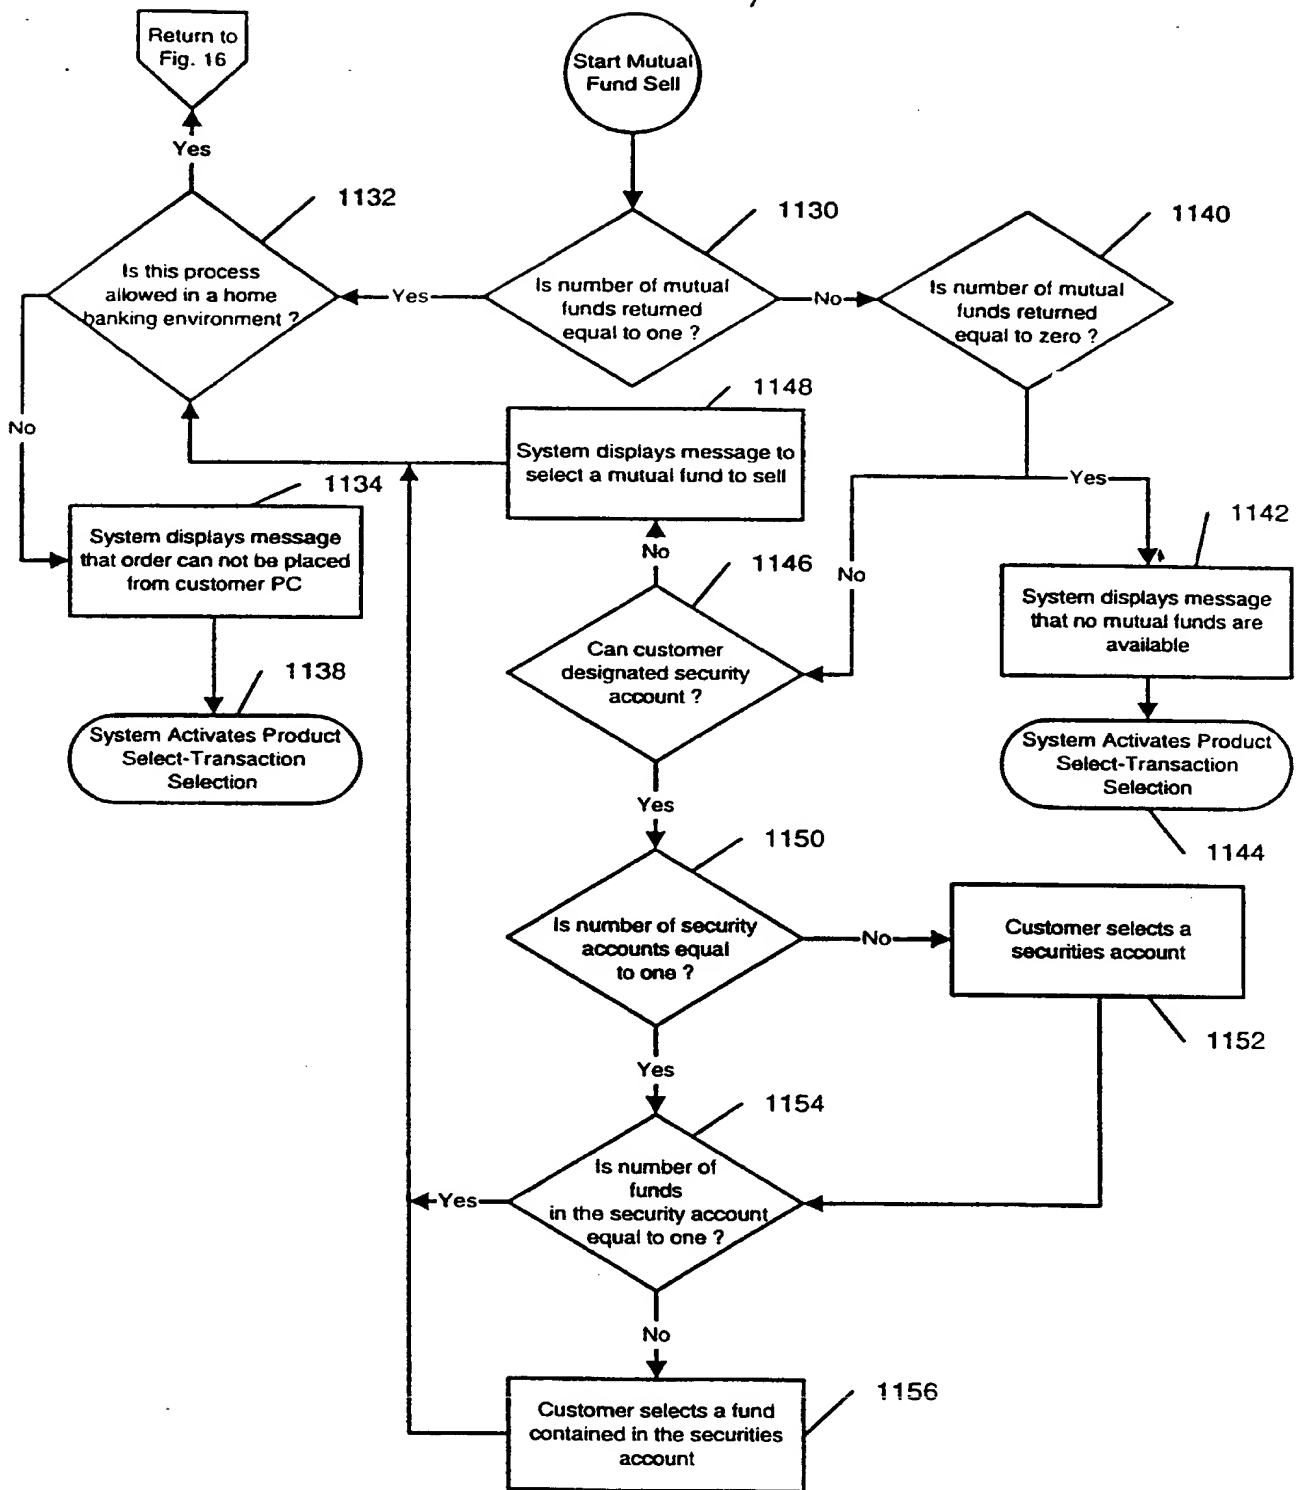 Return to
Fig. 16
Start Mutual
Fund Sell
Yes
1132
1130
1140
Is this process
allowed in a home
banking environment ?
Yes
Is number of mutual
funds returned
equal to one ?
No
Is number of mutual
funds returned
equal to zero ?
1148
No
System displays message to
select a mutual fund to sell
Yes
1134
1142
System displays message
that order can not be placed
from customer PC
No
1146
No
System displays message
that no mutual funds are
available
Can customer
designated security
account ?
1138
System Activates Product
Select-Transaction
Selection
System Activates Product
Select-Transaction
Selection
Yes
1150
1144
Is number of security
accounts equal
to one ?
No
Customer selects a
securities account
1152
Yes
1154
Is number of
funds
in the security account
equal to one ?
Yes
No
1156
Customer selects a fund
contained in the securities
account